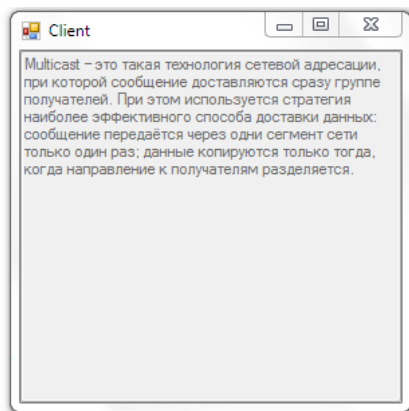 Client
Multicast – это такая технология сетевой адресации,
при которой сообщение доставляются сразу группе
получателей. При этом используется стратегия
наиболее эффективного способа доставки данных:
сообщение передаётся через одни сегмент сети
только один раз; данные копируются только тогда,
когда направление к получателям разделяется.